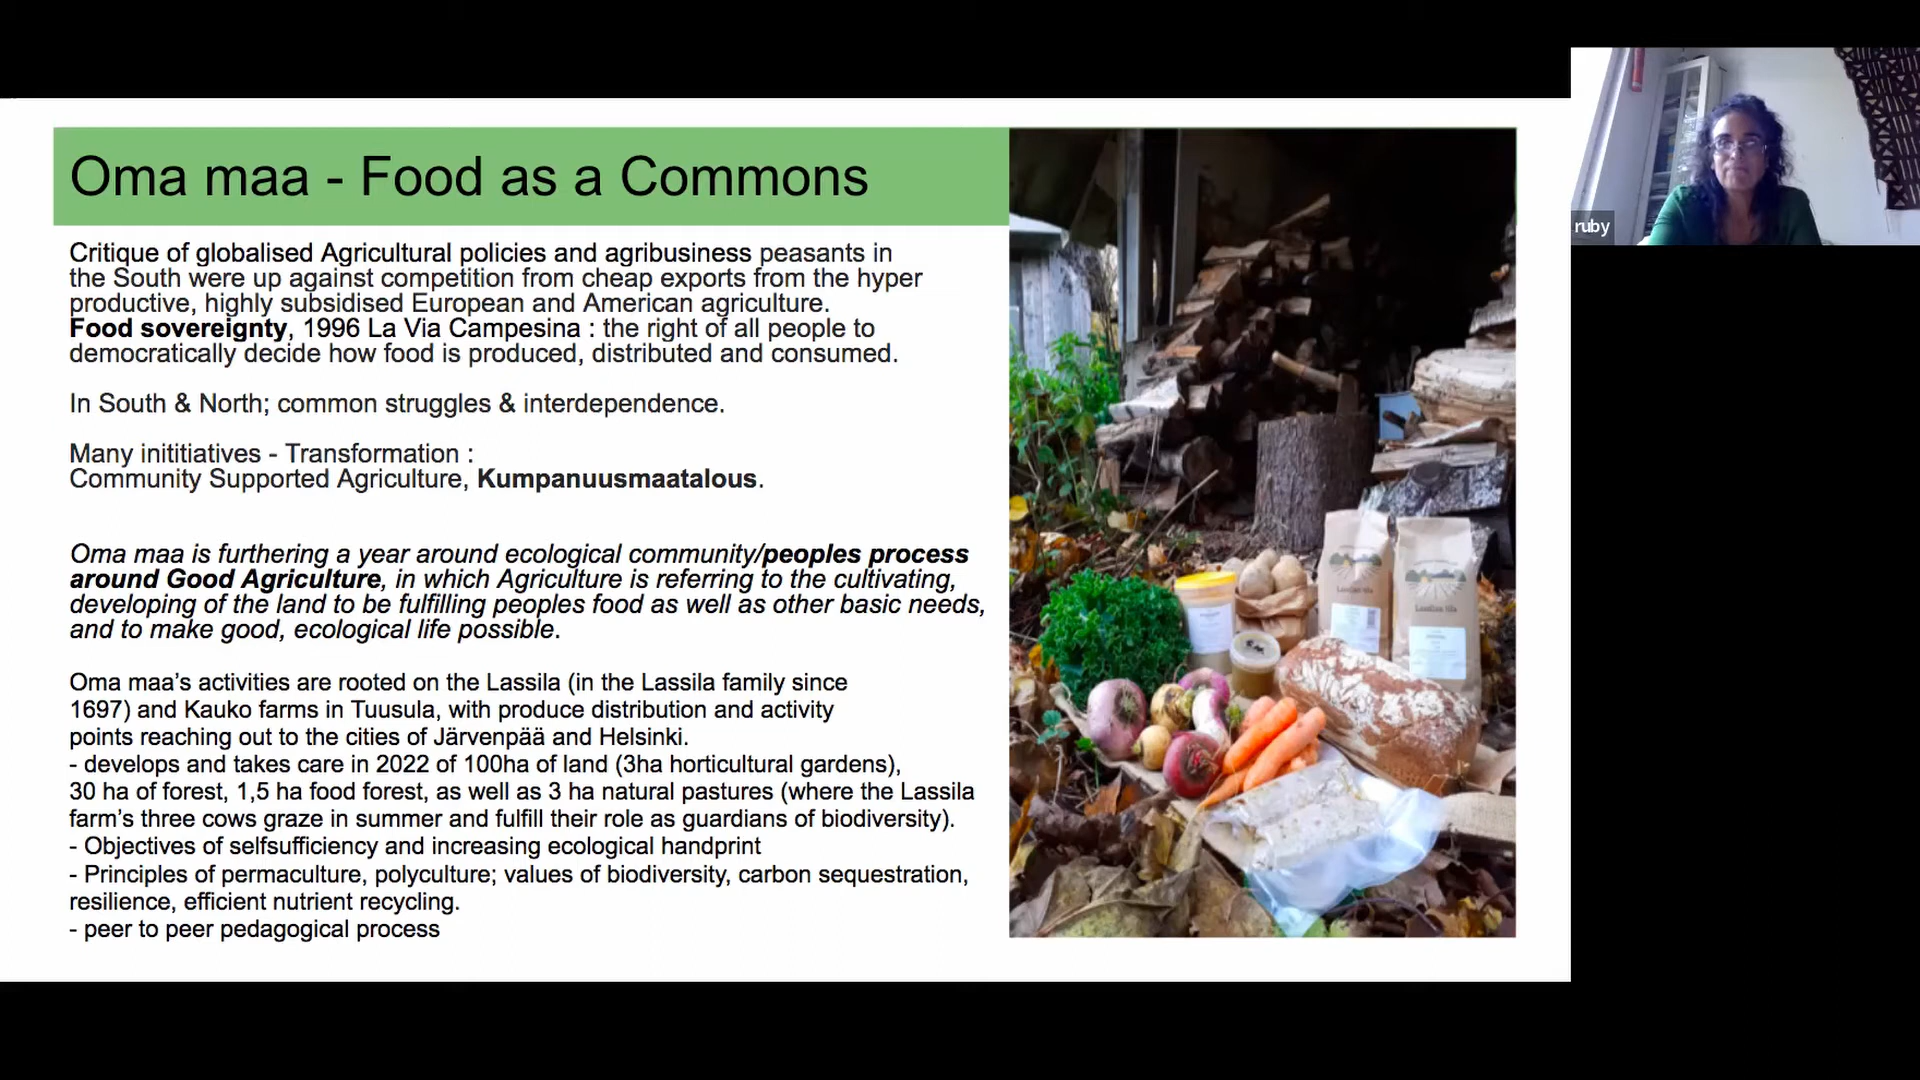 Oma maa - Food as a Commons
Critique of globalised Agricultural policies and agribusiness peasants in
the South were up against competition from cheap exports from the hyper
productive, highly subsidised European and American agriculture.
Food sovereignty, 1996 La Via Campesina : the right of all people to
democratically decide how food is produced, distributed and consumed.
In South & North; common struggles & interdependence.
Many inititiatives - Transformation :
Community Supported Agriculture, Kumpanuusmaatalous.
Oma maa is furthering a year around ecological community/peoples process
around Good Agriculture, in which Agriculture is referring to the cultivating,
developing of the land to be fulfilling peoples food as well as other basic needs,
and to make good, ecological life possible.
Oma maa's activities are rooted on the Lassila (in the Lassila family since
1697) and Kauko farms in Tuusula, with produce distribution and activity
points reaching out to the cities of Järvenpää and Helsinki.
- develops and takes care in 2022 of 100ha of land (3ha horticultural gardens),
30 ha of forest, 1,5 ha food forest, as well as 3 ha natural pastures (where the Lassila
farm's three cows graze in summer and fulfill their role as guardians of biodiversity).
- Objectives of selfsufficiency and increasing ecological handprint
- Principles of permaculture, polyculture; values of biodiversity, carbon sequestration,
resilience, efficient nutrient recycling.
- peer to peer pedagogical process
ruby